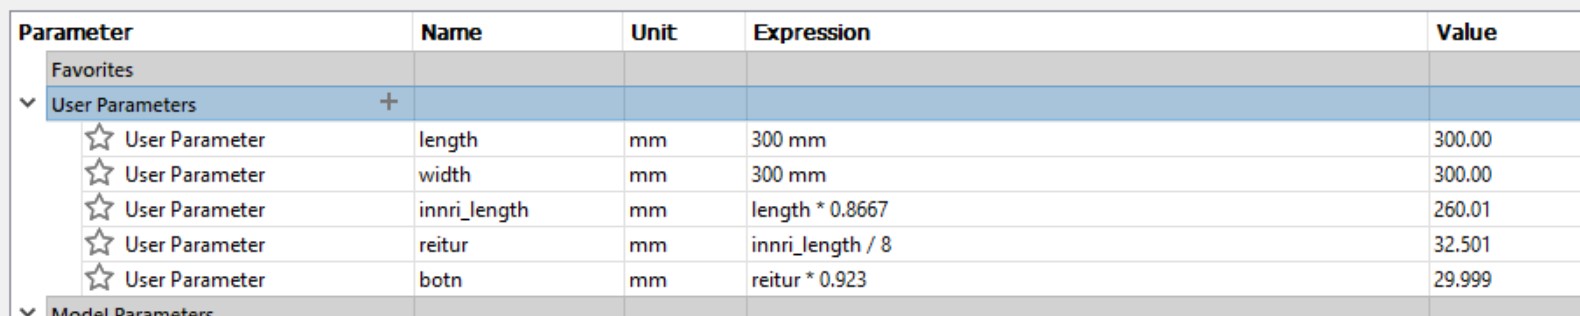 Parameter Name Unit Expression Value
Favorites
User Parameters +
User Parameter length mm 300 mm 300.00
User Parameter width mm 300 mm 300.00
User Parameter innri_length mm length * 0.8667 260.01
User Parameter reitur mm innri_length / 8 32.501
User Parameter botn mm reitur * 0.923 29.999
Model Parameters